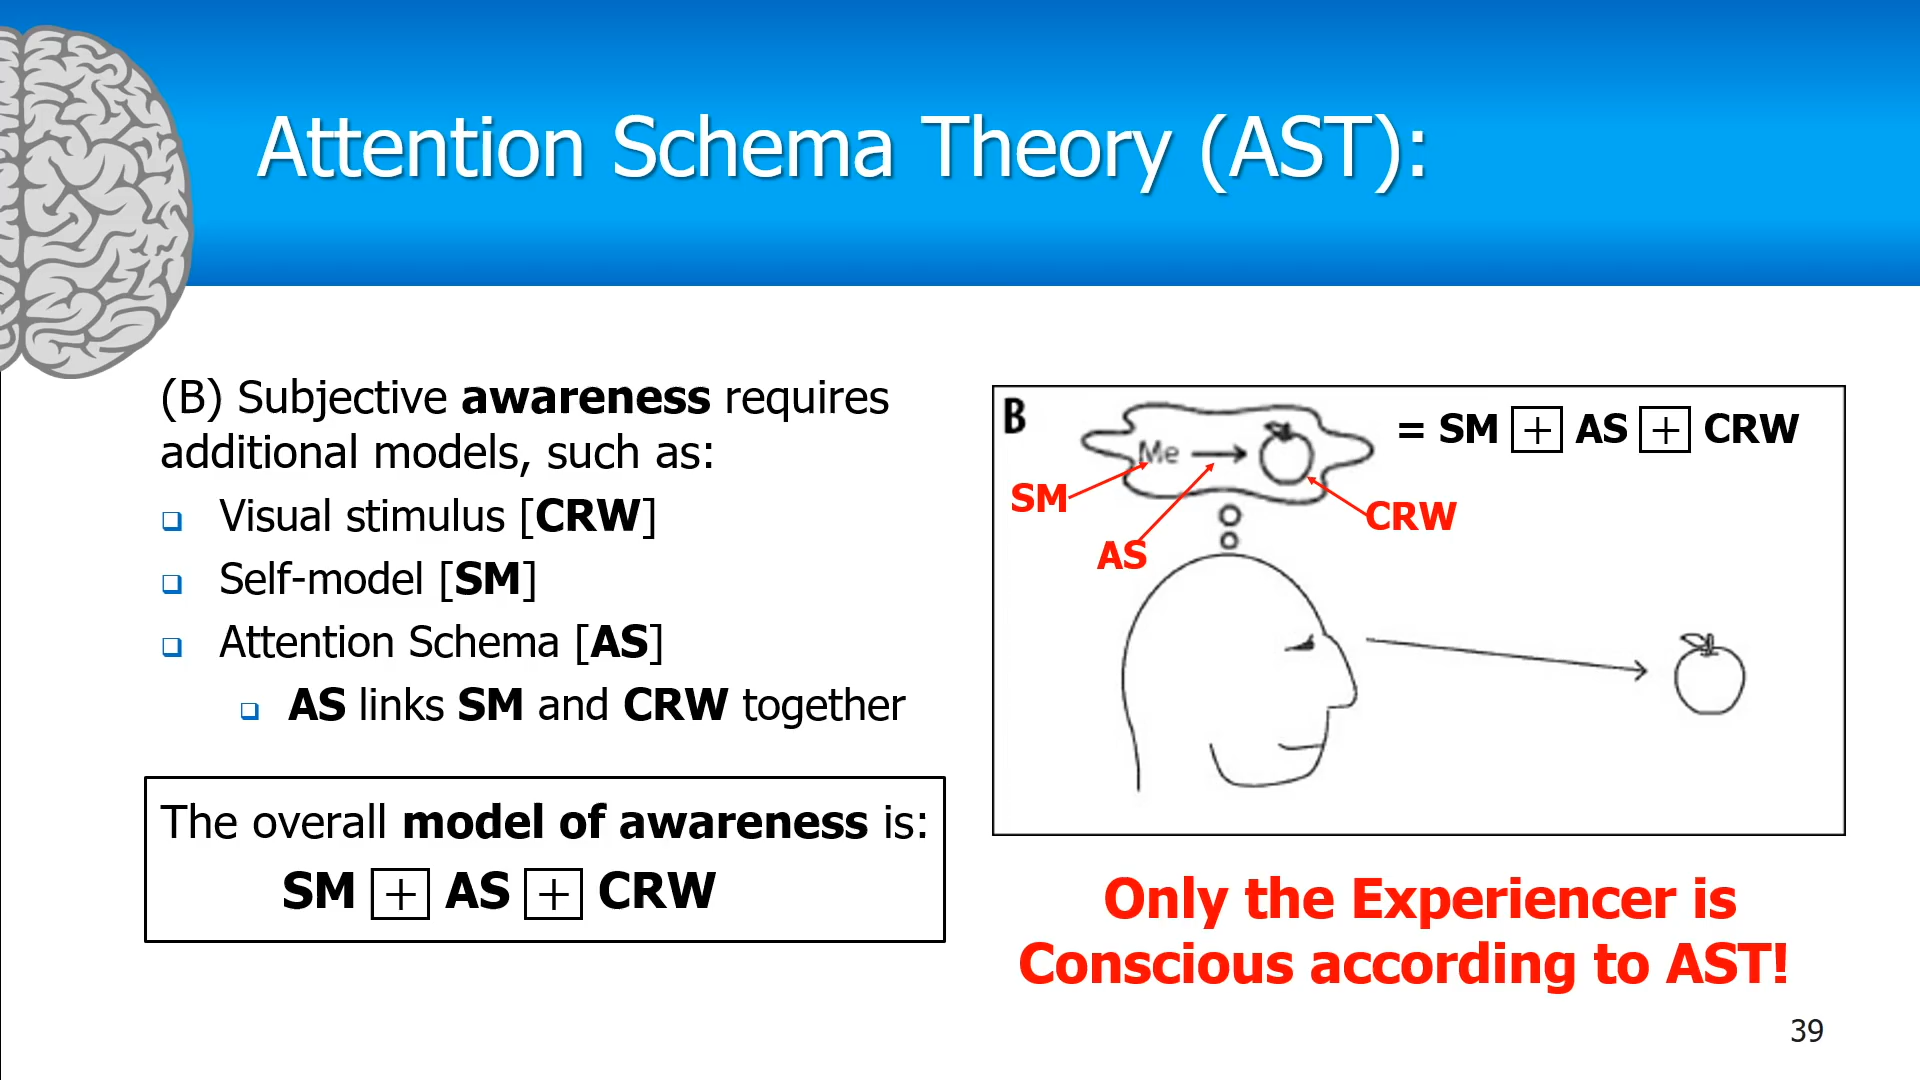 Attention Schema Theory (AST):
(B) Subjective awareness requires
additional models, such as:
Visual stimulus [CRW]
Self-model [SM]
Attention Schema [AS]
AS links SM and CRW together
The overall model of awareness is:
SM + AS + CRW
B
Me
= SM + AS + CRW
SM
AS
CRW
Only the Experiencer is
Conscious according to AST!
39